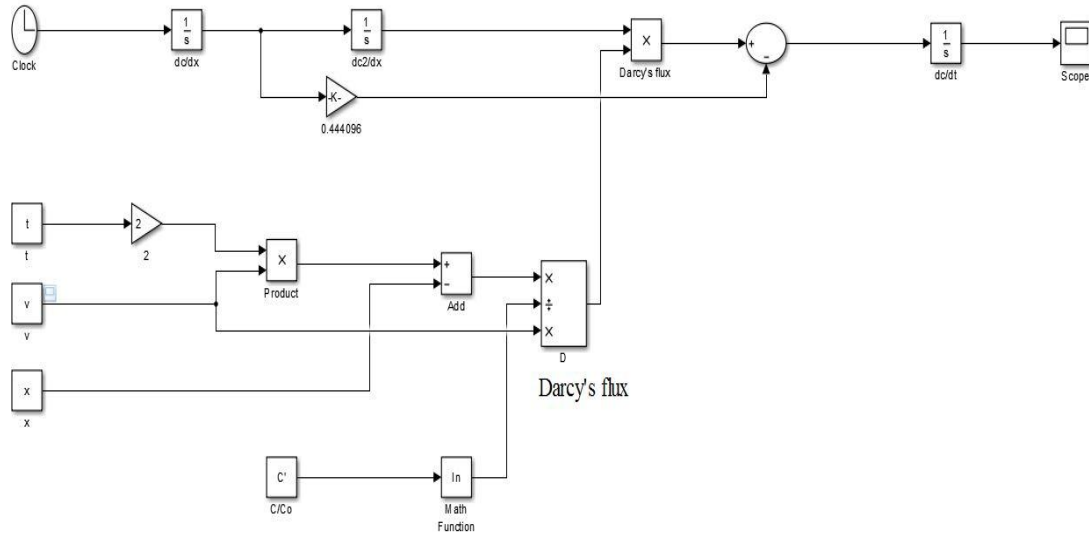 1
s
1
s
X
+
−
1
s
Clock
dc/dx
dc2/dx
Darcy's flux
dc/dt
Scope
-K-
0.444096
t
2
t
2
X
Product
+
−
Add
X
÷
X
D
v
v
Darcy's flux
x
x
C'
C/Co
ln
Math
Function